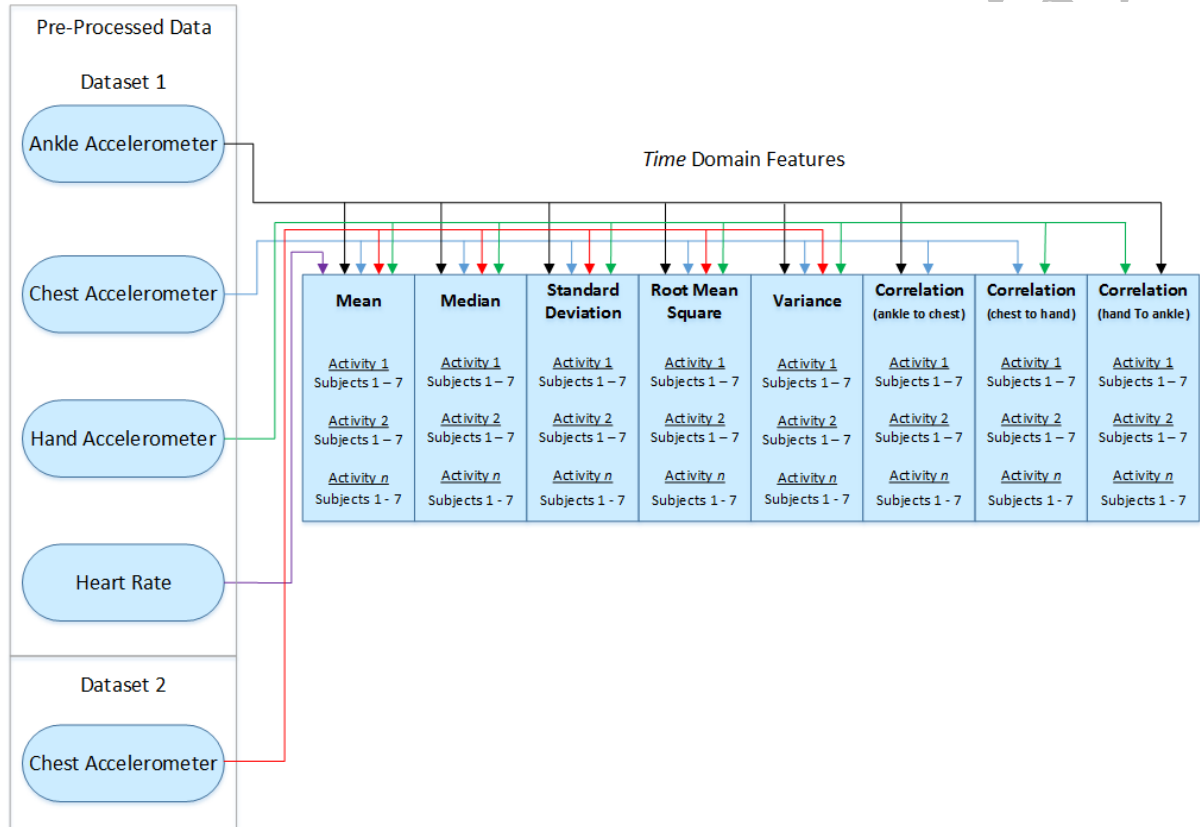 Pre-Processed Data
Dataset 1
Ankle Accelerometer
Chest Accelerometer
Hand Accelerometer
Heart Rate
Dataset 2
Chest Accelerometer
Time Domain Features
Mean
Activity 1
Subjects 1 – 7
Activity 2
Subjects 1 – 7
Activity n
Subjects 1 - 7
Median
Activity 1
Subjects 1 – 7
Activity 2
Subjects 1 – 7
Activity n
Subjects 1 - 7
Standard
Deviation
Activity 1
Subjects 1 – 7
Activity 2
Subjects 1 – 7
Activity n
Subjects 1 - 7
Root Mean
Square
Activity 1
Subjects 1 – 7
Activity 2
Subjects 1 – 7
Activity n
Subjects 1 - 7
Variance
Activity 1
Subjects 1 – 7
Activity 2
Subjects 1 – 7
Activity n
Subjects 1 - 7
Correlation
(ankle to chest)
Activity 1
Subjects 1 – 7
Activity 2
Subjects 1 – 7
Activity n
Subjects 1 - 7
Correlation
(chest to hand)
Activity 1
Subjects 1 – 7
Activity 2
Subjects 1 – 7
Activity n
Subjects 1 - 7
Correlation
(hand To ankle)
Activity 1
Subjects 1 – 7
Activity 2
Subjects 1 – 7
Activity n
Subjects 1 - 7